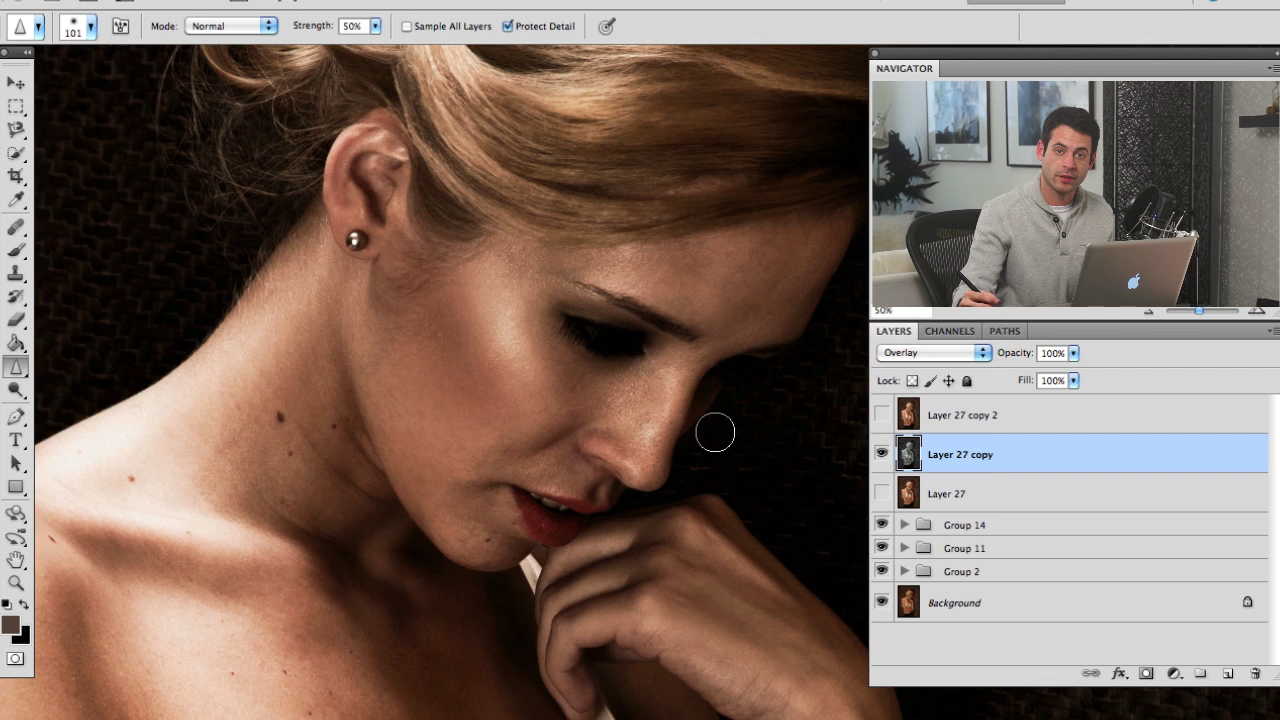 101 Mode: Normal Strength: 50% Sample All Layers Protect Detail
NAVIGATOR
50%
LAYERS CHANNELS PATHS
Overlay Opacity: 100%
Lock: Fill: 100%
Layer 27 copy 2
Layer 27 copy
Layer 27
Group 14
Group 11
Group 2
Background